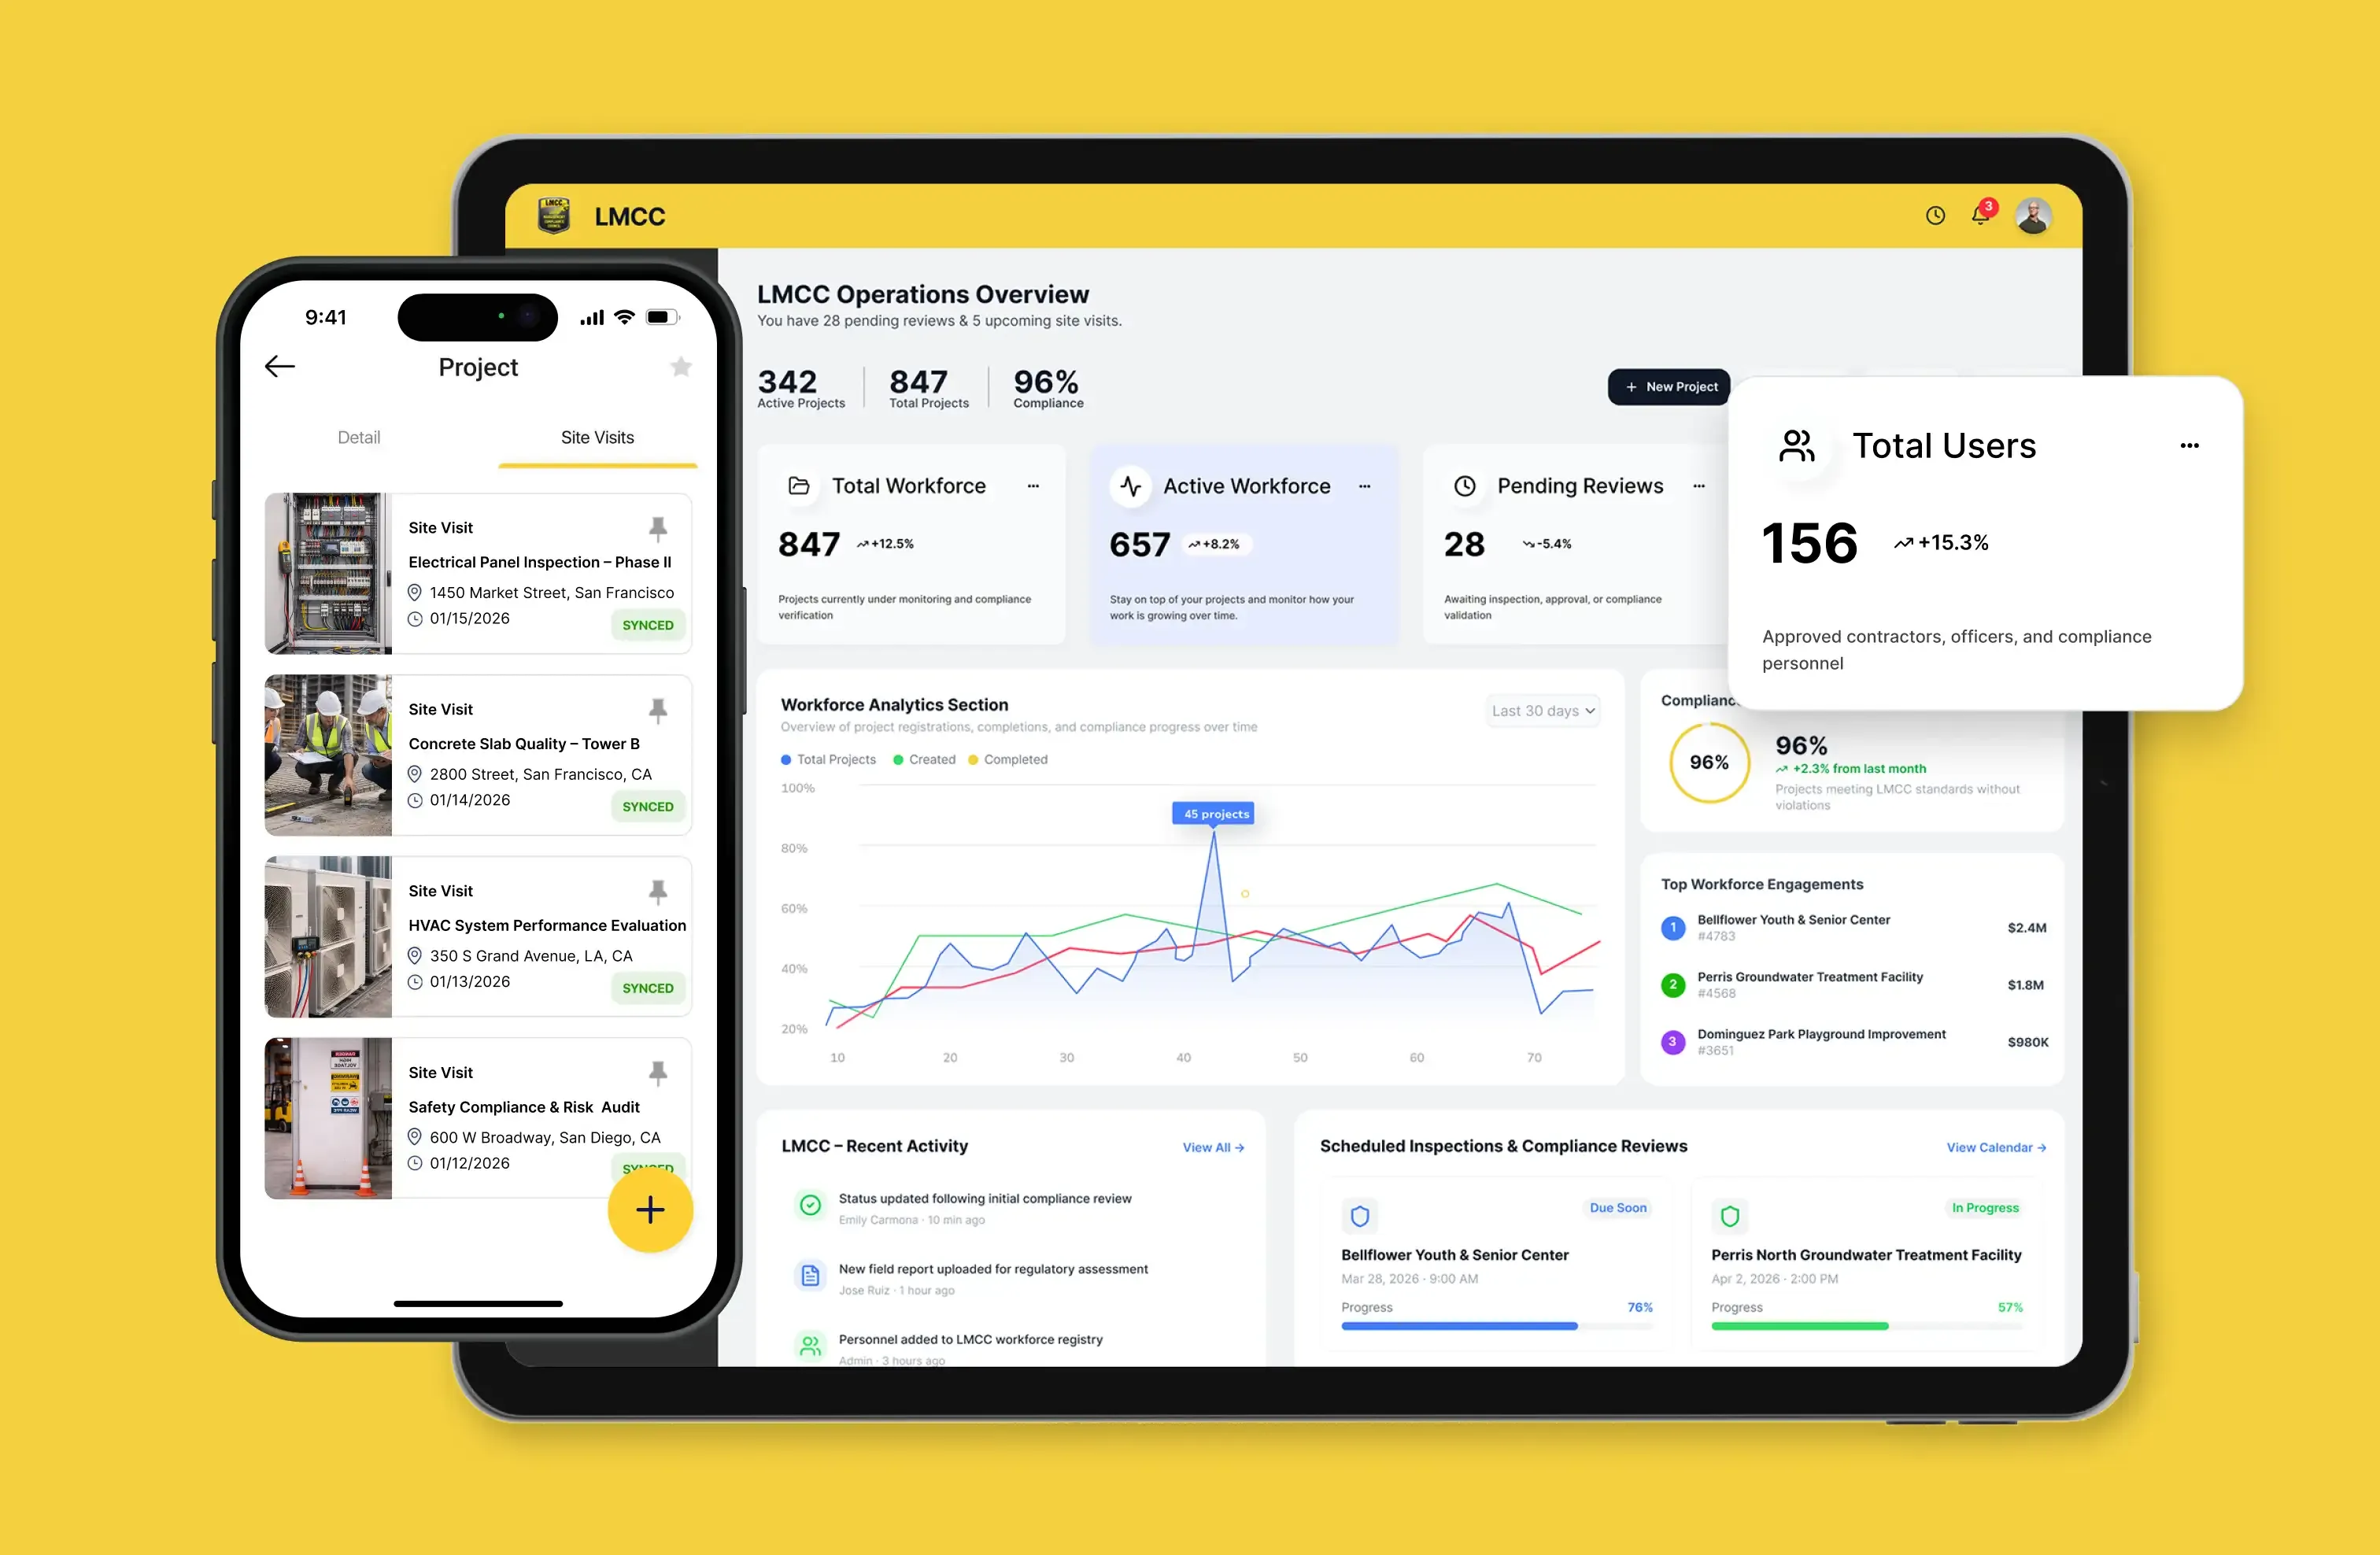 9:41
Project
Detail
Site Visits
Site Visit
Electrical Panel Inspection – Phase II
1450 Market Street, San Francisco
01/15/2026
SYNCED
Site Visit
Concrete Slab Quality – Tower B
2800 Street, San Francisco, CA
01/14/2026
SYNCED
Site Visit
HVAC System Performance Evaluation
350 S Grand Avenue, LA, CA
01/13/2026
SYNCED
Site Visit
Safety Compliance & Risk Audit
600 W Broadway, San Diego, CA
01/12/2026
SYNCED
LMCC
LMCC
3
LMCC Operations Overview
You have 28 pending reviews & 5 upcoming site visits.
342
Active Projects
847
Total Projects
96%
Compliance
+ New Project
Total Workforce
847
+12.5%
Projects currently under monitoring and compliance
verification
Active Workforce
657
+8.2%
Stay on top of your projects and monitor how your
work is growing over time.
Pending Reviews
28
-5.4%
Awaiting inspection, approval, or compliance
validation
Total Users
156
+15.3%
Approved contractors, officers, and compliance
personnel
Workforce Analytics Section
Overview of project registrations, completions, and compliance progress over time
Last 30 days
Total Projects
Created
Completed
100%
80%
60%
40%
20%
45 projects
10 20 30 40 50 60 70
Complianc
96%
96%
+2.3% from last month
Projects meeting LMCC standards without
violations
Top Workforce Engagements
1
Bellflower Youth & Senior Center
#4783
$2.4M
2
Perris Groundwater Treatment Facility
#4568
$1.8M
3
Dominguez Park Playground Improvement
#3651
$980K
LMCC – Recent Activity
View All →
Status updated following initial compliance review
Emily Carmona · 10 min ago
New field report uploaded for regulatory assessment
Jose Ruiz · 1 hour ago
Personnel added to LMCC workforce registry
Admin · 3 hours ago
Scheduled Inspections & Compliance Reviews
View Calendar →
Due Soon
Bellflower Youth & Senior Center
Mar 28, 2026 · 9:00 AM
Progress
76%
In Progress
Perris North Groundwater Treatment Facility
Apr 2, 2026 · 2:00 PM
Progress
57%